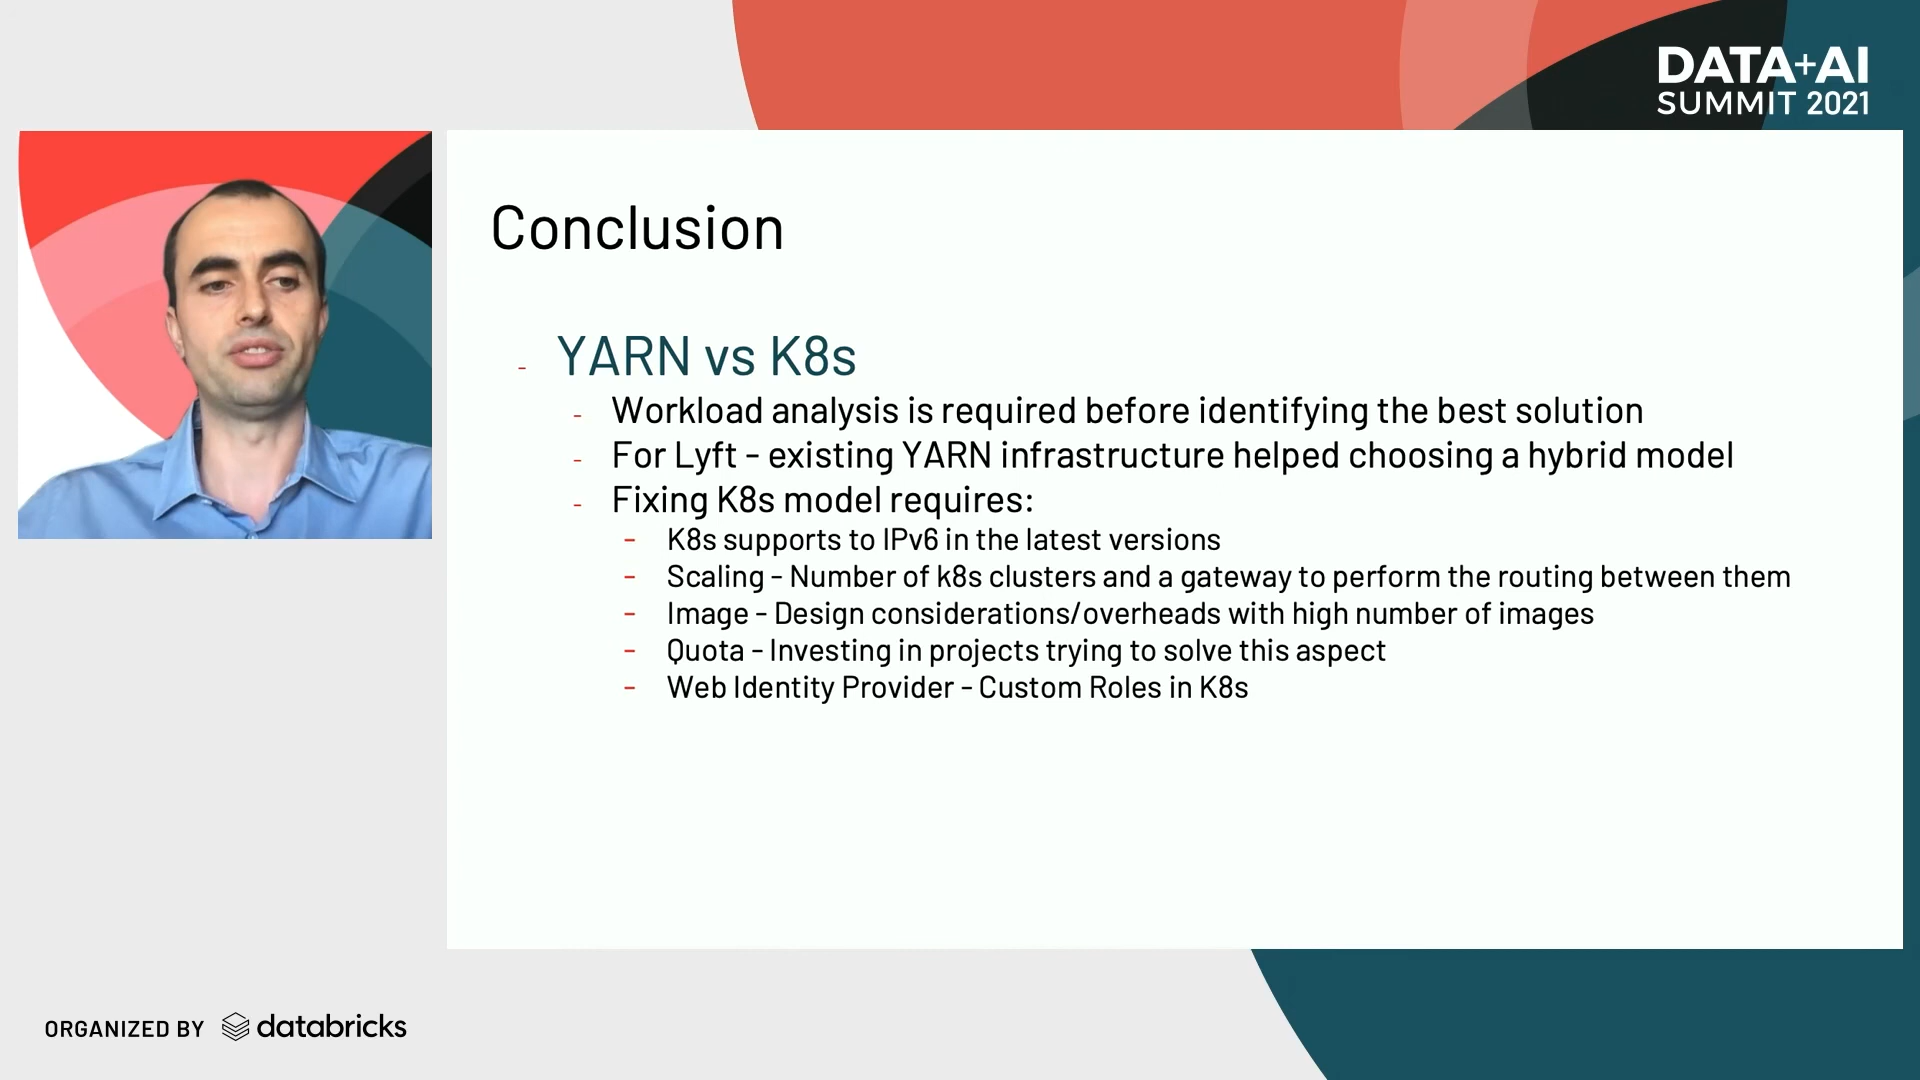 DATA+AI
SUMMIT 2021
Conclusion
- YARN vs K8s
- Workload analysis is required before identifying the best solution
- For Lyft - existing YARN infrastructure helped choosing a hybrid model
- Fixing K8s model requires:
- K8s supports to IPv6 in the latest versions
- Scaling - Number of k8s clusters and a gateway to perform the routing between them
- Image - Design considerations/overheads with high number of images
- Quota - Investing in projects trying to solve this aspect
- Web Identity Provider - Custom Roles in K8s
ORGANIZED BY databricks